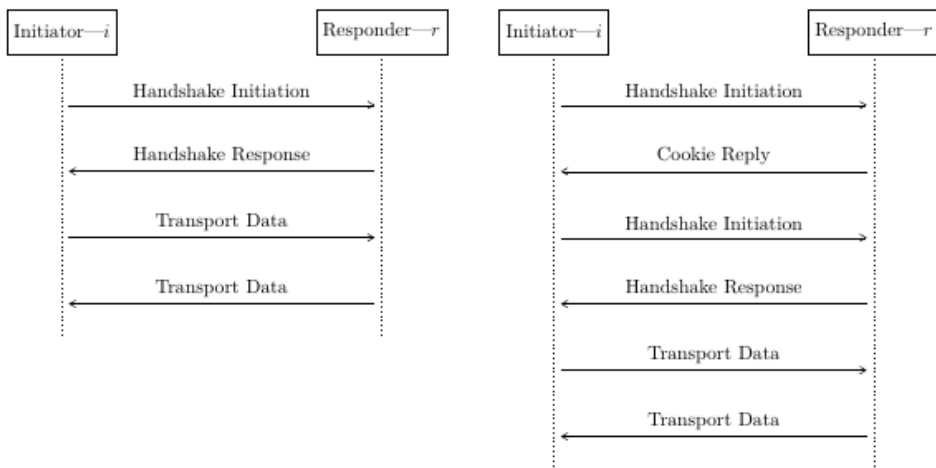 Initiator—i
Responder—r
Handshake Initiation
Handshake Response
Transport Data
Transport Data
Initiator—i
Responder—r
Handshake Initiation
Cookie Reply
Handshake Initiation
Handshake Response
Transport Data
Transport Data